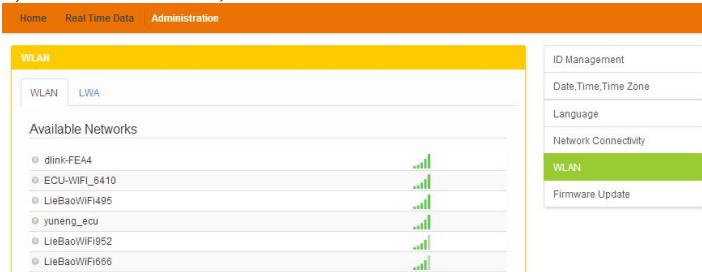 Home Real Time Data Administration
WLAN
WLAN LWA
Available Networks
dlink-FEA4
ECU-WIFI_6410
LieBaoWiFi495
yuneng_ecu
LieBaoWiFi952
LieBaoWiFi666
ID Management
Date,Time,Time Zone
Language
Network Connectivity
WLAN
Firmware Update